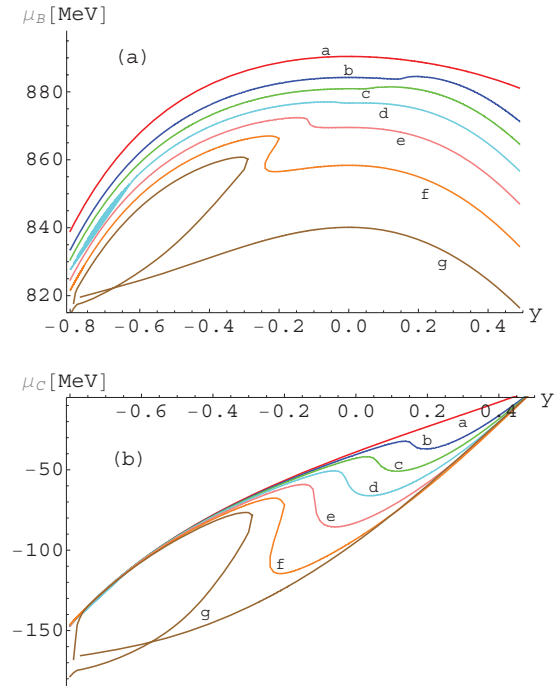 μB[MeV]
(a)
a
b
c
d
e
f
g
880
860
840
820
-0.8 -0.6 -0.4 -0.2 0.0 0.2 0.4 y
μC[MeV]
-0.6 -0.4 -0.2 0.0 0.2 0.4 y
(b)
a
b
c
d
e
f
g
-50
-100
-150